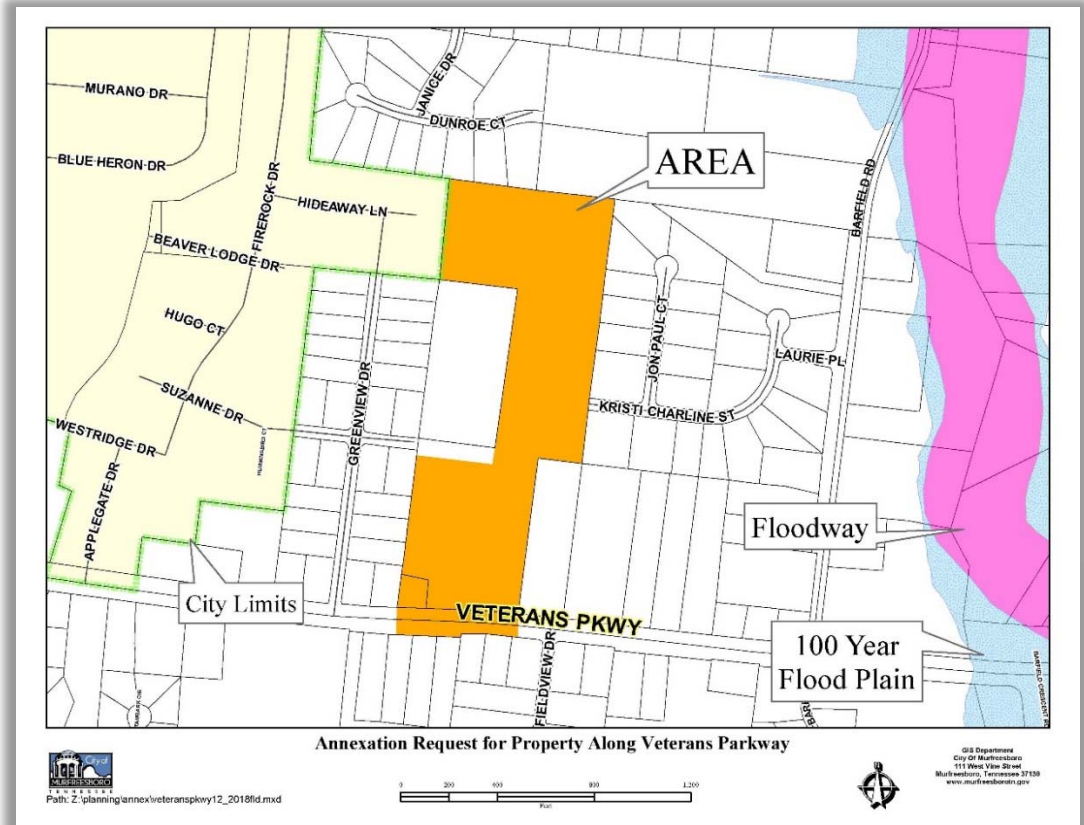 MURANO DR
JANICE DR
DUNROE CT
BLUE HERON DR
FIREROCK DR
AREA
BARFIELD RD
HIDEAWAY LN
BEAVER LODGE DR
HUGO CT
JON PAUL CT
LAURIE PL
SUZANNE DR
GREENVIEW DR
KRISTI CHARLINE ST
WESTRIDGE DR
APPLEGATE DR
Floodway
City Limits
VETERANS PKWY
FIELDVIEW DR
100 Year
Flood Plain
Annexation Request for Property Along Veterans Parkway
City of
MURFREESBORO
TENNESSEE
Path: Z:\planning\annex\veteranspkwy12_2018fld.mxd
0 200 400 800 1,200
Feet
GIS Department
City Of Murfreesboro
111 West Vine Street
Murfreesboro, Tennessee 37130
www.murfreesborotn.gov